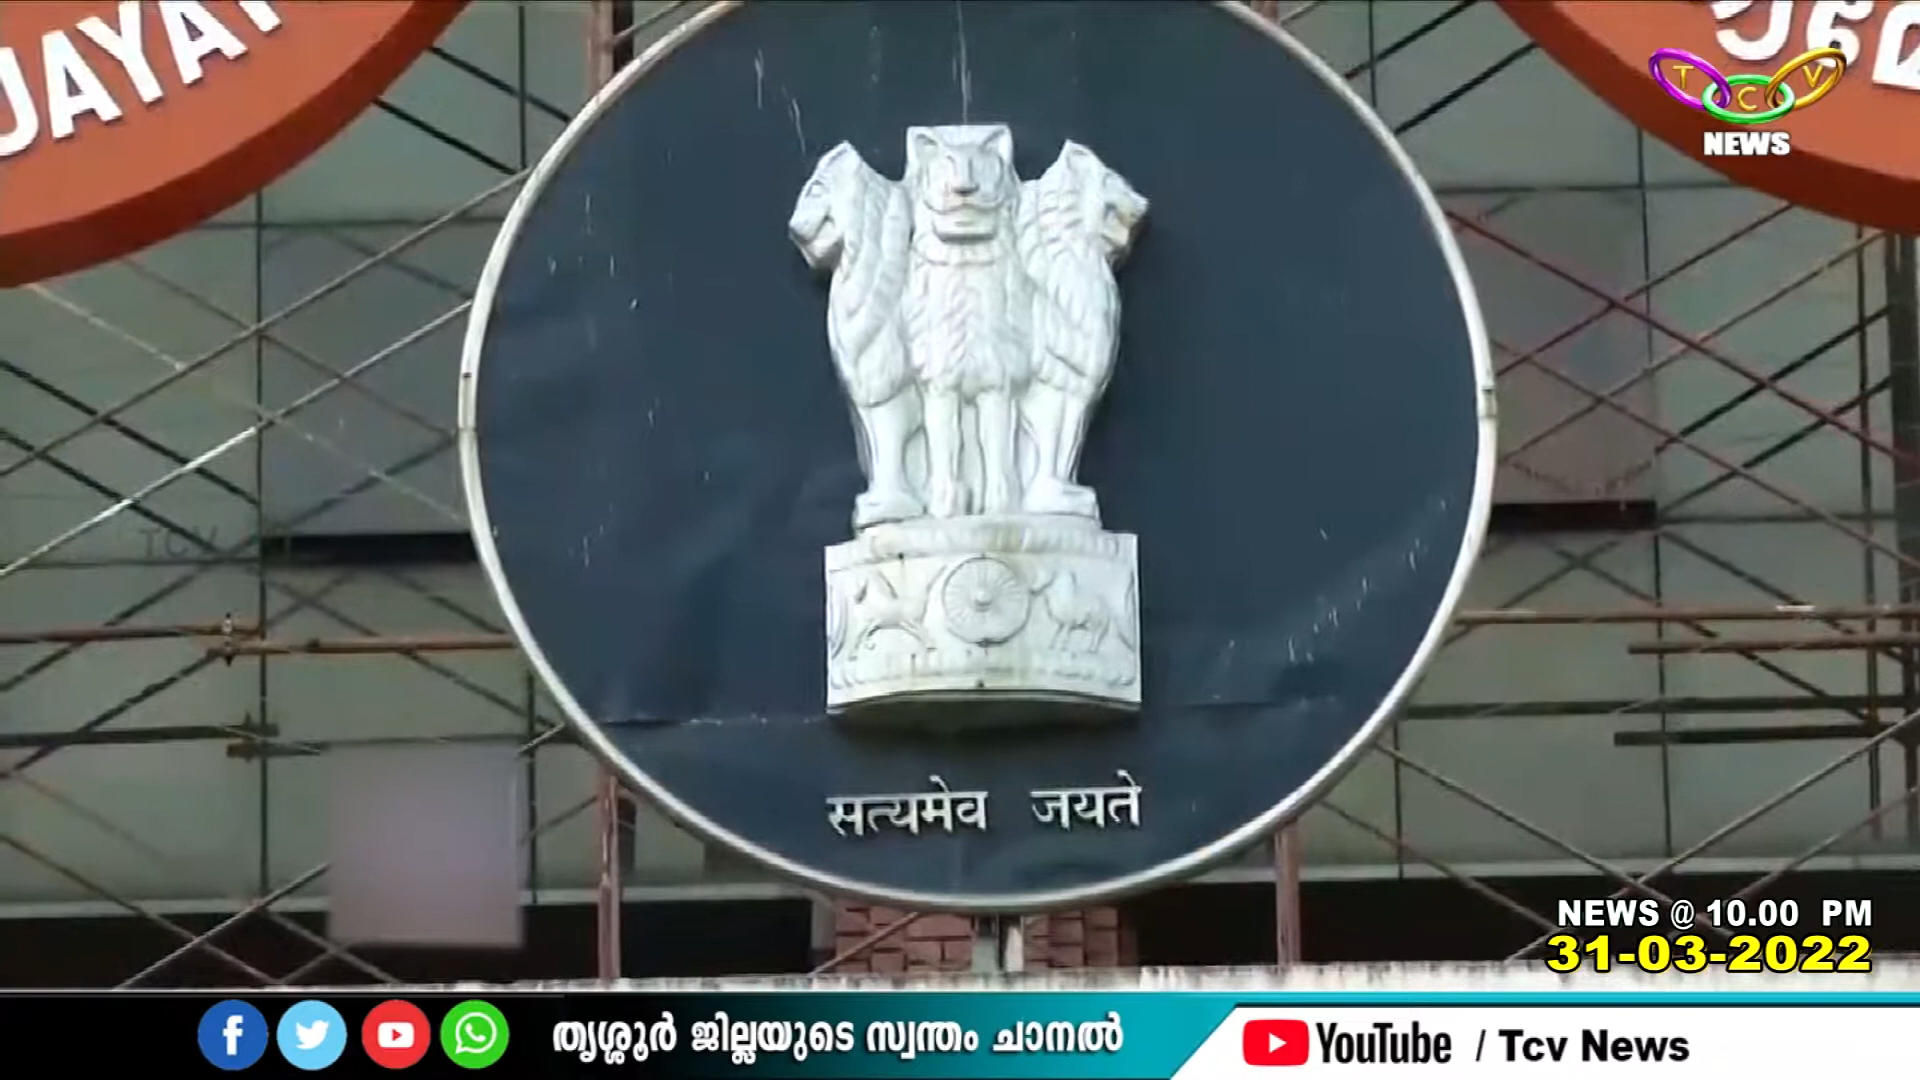 JAYA
T C V
NEWS
TCV
सत्यमेव जयते
NEWS @ 10.00 PM
31-03-2022
തൃശ്ശൂർ ജില്ലയുടെ സ്വന്തം ചാനൽ
YouTube / Tcv News